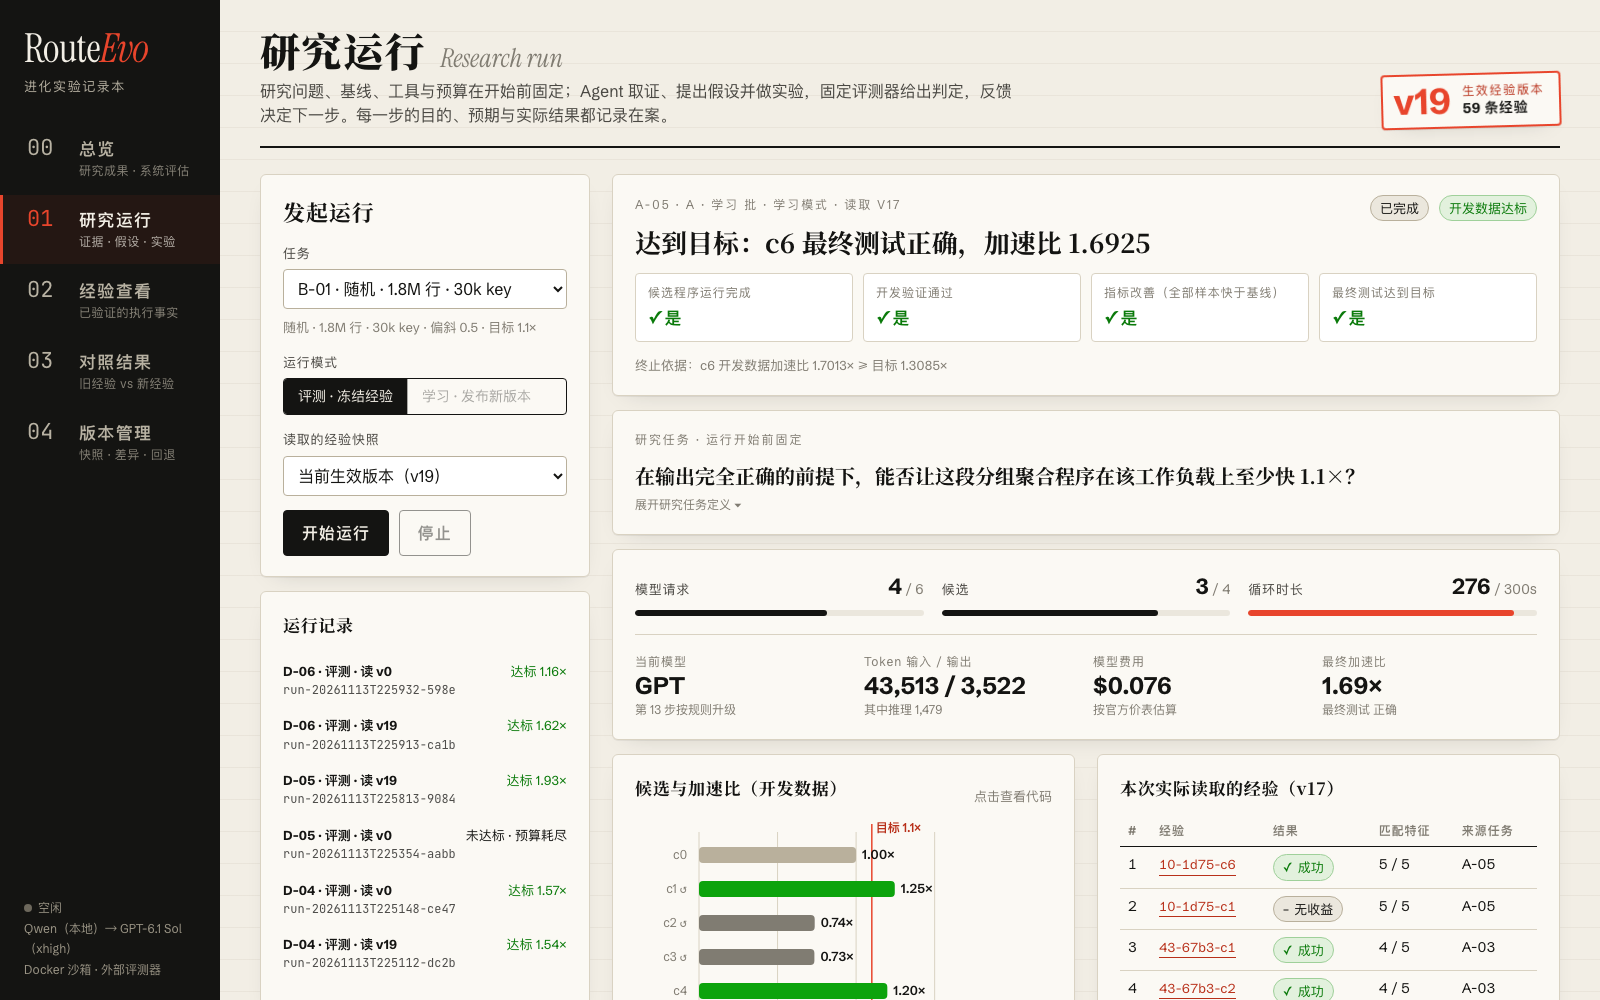 RouteEvo
进化实验记录本
00 总览
研究成果 · 系统评估
01 研究运行
证据 · 假设 · 实验
02 经验查看
已验证的执行事实
03 对照结果
旧经验 vs 新经验
04 版本管理
快照 · 差异 · 回退
空闲
Qwen（本地）→ GPT-6.1 Sol
（xhigh）
Docker 沙箱 · 外部评测器
研究运行 Research run
研究问题、基线、工具与预算在开始前固定；Agent 取证、提出假设并做实验，固定评测器给出判定，反馈
决定下一步。每一步的目的、预期与实际结果都记录在案。
v19 生效经验版本
59 条经验
发起运行
任务
B-01 · 随机 · 1.8M 行 · 30k key
随机 · 1.8M 行 · 30k key · 偏斜 0.5 · 目标 1.1×
运行模式
评测 · 冻结经验 学习 · 发布新版本
读取的经验快照
当前生效版本（v19）
开始运行 停止
运行记录
D-06 · 评测 · 读 v0 达标 1.16×
run-20261113T225932-598e
D-06 · 评测 · 读 v19 达标 1.62×
run-20261113T225913-ca1b
D-05 · 评测 · 读 v19 达标 1.93×
run-20261113T225813-9084
D-05 · 评测 · 读 v0 未达标 · 预算耗尽
run-20261113T225354-aabb
D-04 · 评测 · 读 v0 达标 1.57×
run-20261113T225148-ce47
D-04 · 评测 · 读 v19 达标 1.54×
run-20261113T225112-dc2b
A-05 · A · 学习 批 · 学习模式 · 读取 V17 已完成 开发数据达标
达到目标：c6 最终测试正确，加速比 1.6925
候选程序运行完成 开发验证通过 指标改善（全部样本快于基线） 最终测试达到目标
✓是 ✓是 ✓是 ✓是
终止依据：c6 开发数据加速比 1.7013× ≥ 目标 1.3085×
研究任务 · 运行开始前固定
在输出完全正确的前提下，能否让这段分组聚合程序在该工作负载上至少快 1.1×？
展开研究任务定义
模型请求 4 / 6 候选 3 / 4 循环时长 276 / 300s
当前模型 Token 输入 / 输出 模型费用 最终加速比
GPT 43,513 / 3,522 $0.076 1.69×
第 13 步按规则升级 其中推理 1,479 按官方价表估算 最终测试 正确
候选与加速比（开发数据） 点击查看代码
目标 1.1×
c0 1.00×
c1 ↺ 1.25×
c2 ↺ 0.74×
c3 ↺ 0.73×
c4 1.20×
本次实际读取的经验（v17）
# 经验 结果 匹配特征 来源任务
1 10-1d75-c6 ✓ 成功 5 / 5 A-05
2 10-1d75-c1 – 无收益 5 / 5 A-05
3 43-67b3-c1 ✓ 成功 4 / 5 A-03
4 43-67b3-c2 ✓ 成功 4 / 5 A-03